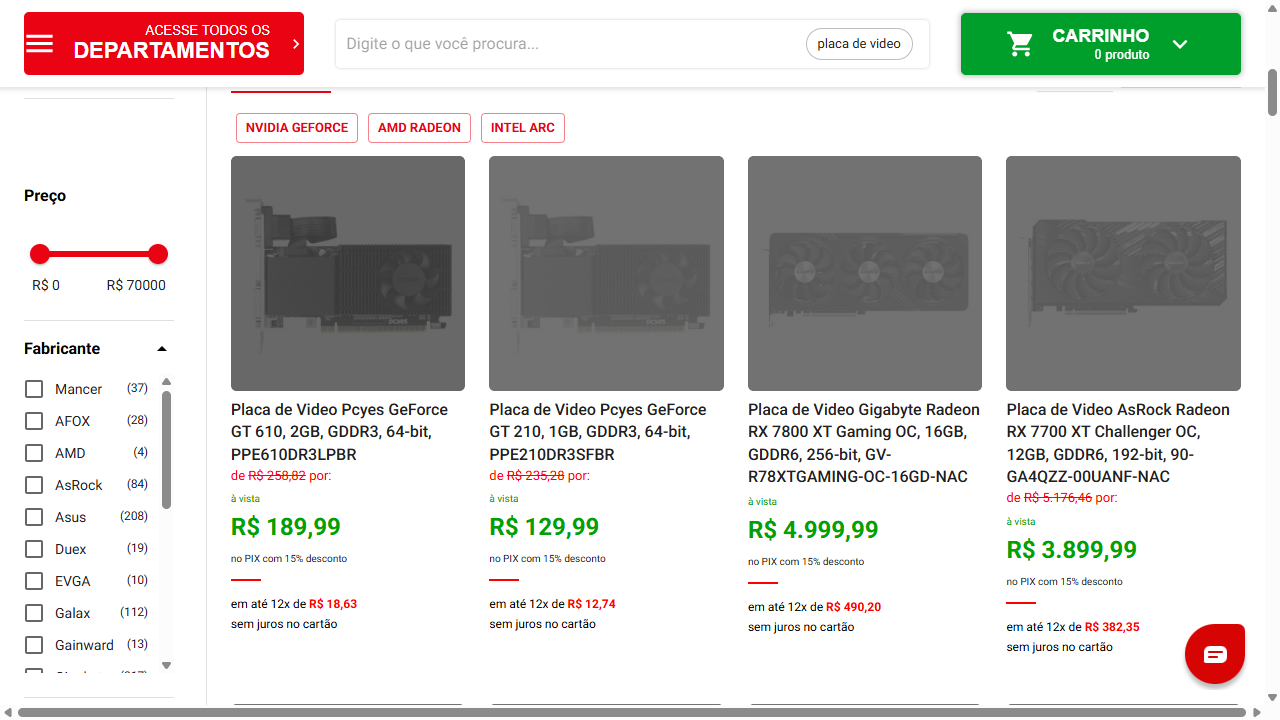 ACESSE TODOS OS
DEPARTAMENTOS
Digite o que você procura...
placa de video
CARRINHO
0 produto
NVIDIA GEFORCE
AMD RADEON
INTEL ARC
Preço
R$ 0
R$ 70000
Fabricante
Mancer (37)
AFOX (28)
AMD (4)
AsRock (84)
Asus (208)
Duex (19)
EVGA (10)
Galax (112)
Gainward (13)
Placa de Video Pcyes GeForce
GT 610, 2GB, GDDR3, 64-bit,
PPE610DR3LPBR
de R$ 258,82 por:
à vista
R$ 189,99
no PIX com 15% desconto
em até 12x de R$ 18,63
sem juros no cartão
Placa de Video Pcyes GeForce
GT 210, 1GB, GDDR3, 64-bit,
PPE210DR3SFBR
de R$ 235,28 por:
à vista
R$ 129,99
no PIX com 15% desconto
em até 12x de R$ 12,74
sem juros no cartão
Placa de Video Gigabyte Radeon
RX 7800 XT Gaming OC, 16GB,
GDDR6, 256-bit, GV-
R78XTGAMING-OC-16GD-NAC
à vista
R$ 4.999,99
no PIX com 15% desconto
em até 12x de R$ 490,20
sem juros no cartão
Placa de Video AsRock Radeon
RX 7700 XT Challenger OC,
12GB, GDDR6, 192-bit, 90-
GA4QZZ-00UANF-NAC
de R$ 5.176,46 por:
à vista
R$ 3.899,99
no PIX com 15% desconto
em até 12x de R$ 382,35
sem juros no cartão